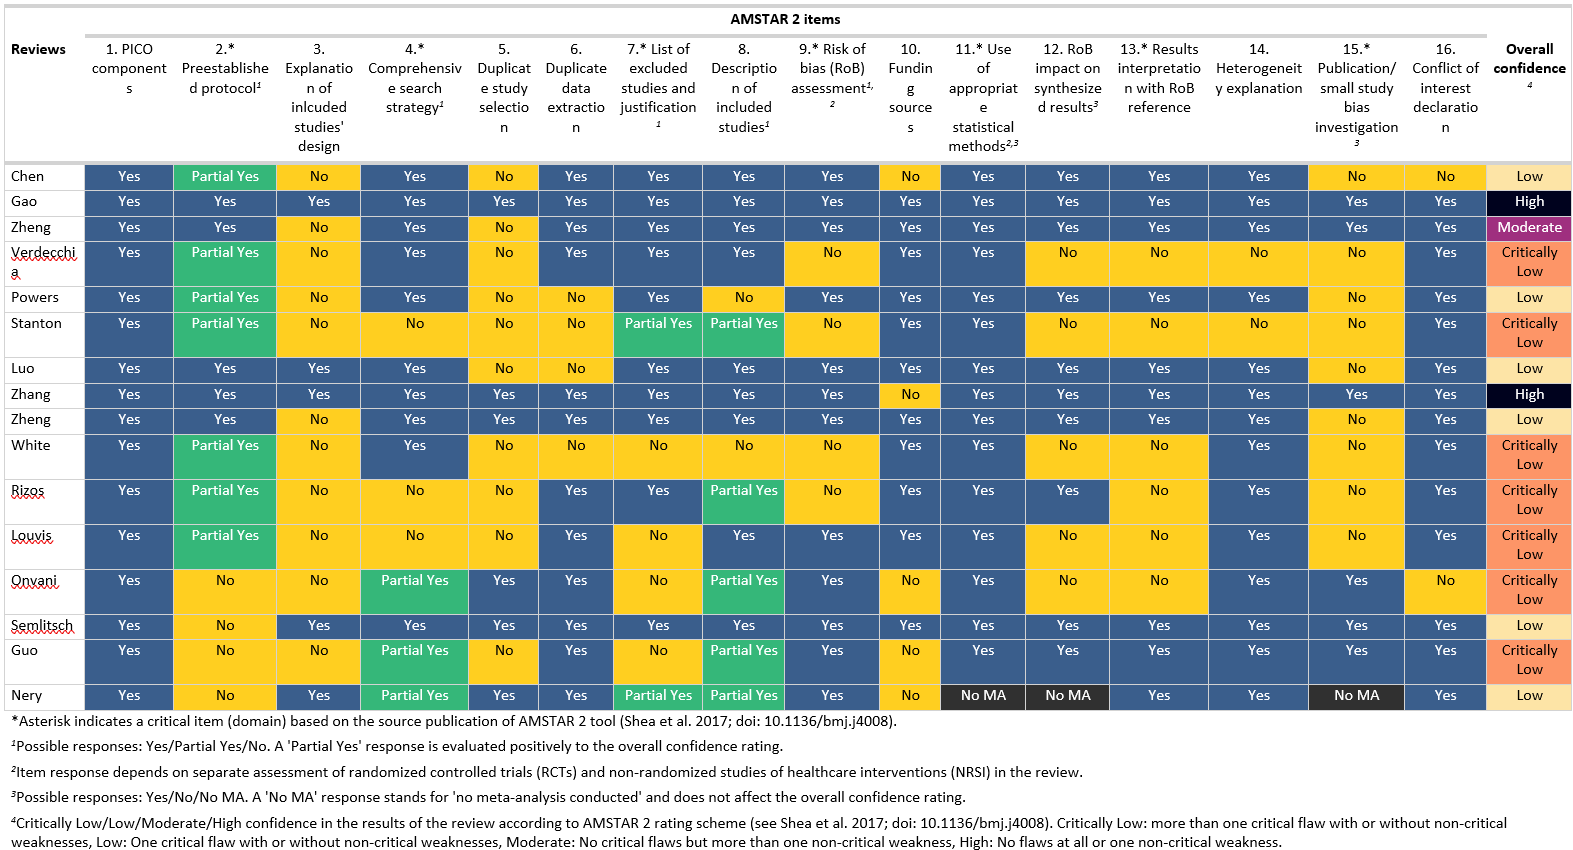 AMSTAR 2 items
Reviews 1. PICO components 2.* Preestablished protocol1 3. Explanation of inlcuded studies' design 4.* Comprehensive search strategy1 5. Duplicate study selection 6. Duplicate data extraction 7.* List of excluded studies and justification1 8. Description of included studies1 9.* Risk of bias (RoB) assessment1,2 10. Funding sources 11.* Use of appropriate statistical methods2,3 12. RoB impact on synthesized results3 13.* Results interpretation with RoB reference 14. Heterogeneity explanation 15.* Publication/small study bias investigation3 16. Conflict of interest declaration Overall confidence4
Chen Yes Partial Yes No Yes No Yes Yes Yes Yes No Yes Yes Yes Yes No No Low
Gao Yes Yes Yes Yes Yes Yes Yes Yes Yes Yes Yes Yes Yes Yes Yes Yes High
Zheng Yes Yes No Yes No Yes Yes Yes Yes Yes Yes Yes Yes Yes Yes Yes Moderate
Verdecchia Yes Partial Yes No Yes No Yes Yes Yes No Yes Yes No No No No Yes Critically Low
Powers Yes Partial Yes No Yes No No Yes No Yes Yes Yes Yes Yes Yes No Yes Low
Stanton Yes Partial Yes No No No No Partial Yes Partial Yes No Yes Yes No No No No Yes Critically Low
Luo Yes Yes Yes Yes No No Yes Yes Yes Yes Yes Yes Yes Yes No Yes Low
Zhang Yes Yes Yes Yes Yes Yes Yes Yes Yes No Yes Yes Yes Yes Yes Yes High
Zheng Yes Yes No Yes Yes Yes Yes Yes Yes Yes Yes Yes Yes Yes No Yes Low
White Yes Partial Yes No Yes No No No No No Yes Yes No No Yes No Yes Critically Low
Rizos Yes Partial Yes No No No Yes Yes Partial Yes No Yes Yes Yes No Yes No Yes Critically Low
Louvis Yes Partial Yes No No No Yes No Yes Yes Yes Yes No No Yes No Yes Critically Low
Onvani Yes No No Partial Yes Yes Yes No Partial Yes Yes No Yes No No Yes Yes No Critically Low
Semlitsch Yes No Yes Yes Yes Yes Yes Yes Yes Yes Yes Yes Yes Yes Yes Yes Low
Guo Yes No No Partial Yes No Yes No Partial Yes Yes No Yes Yes Yes Yes Yes Yes Critically Low
Nery Yes No Yes Partial Yes Yes Yes Partial Yes Partial Yes Yes No No MA No MA Yes Yes No MA Yes Low
*Asterisk indicates a critical item (domain) based on the source publication of AMSTAR 2 tool (Shea et al. 2017; doi: 10.1136/bmj.j4008).
1Possible responses: Yes/Partial Yes/No. A 'Partial Yes' response is evaluated positively to the overall confidence rating.
2Item response depends on separate assessment of randomized controlled trials (RCTs) and non-randomized studies of healthcare interventions (NRSI) in the review.
3Possible responses: Yes/No/No MA. A 'No MA' response stands for 'no meta-analysis conducted' and does not affect the overall confidence rating.
4Critically Low/Low/Moderate/High confidence in the results of the review according to AMSTAR 2 rating scheme (see Shea et al. 2017; doi: 10.1136/bmj.j4008). Critically Low: more than one critical flaw with or without non-critical
weaknesses, Low: One critical flaw with or without non-critical weaknesses, Moderate: No critical flaws but more than one non-critical weakness, High: No flaws at all or one non-critical weakness.